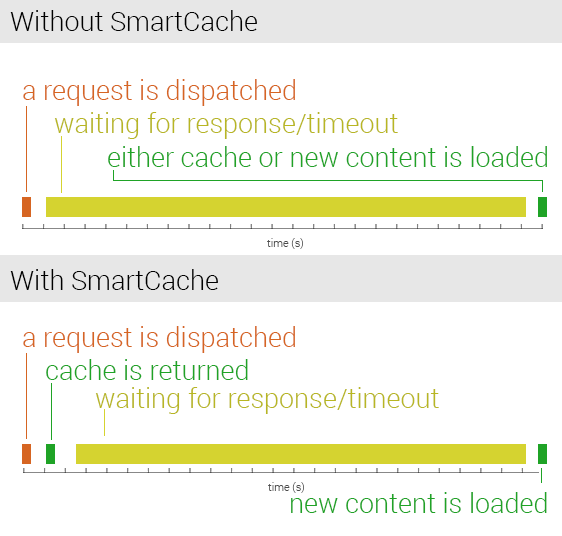 Without SmartCache
a request is dispatched
waiting for response/timeout
either cache or new content is loaded
time (s)
With SmartCache
a request is dispatched
cache is returned
waiting for response/timeout
time (s)
new content is loaded